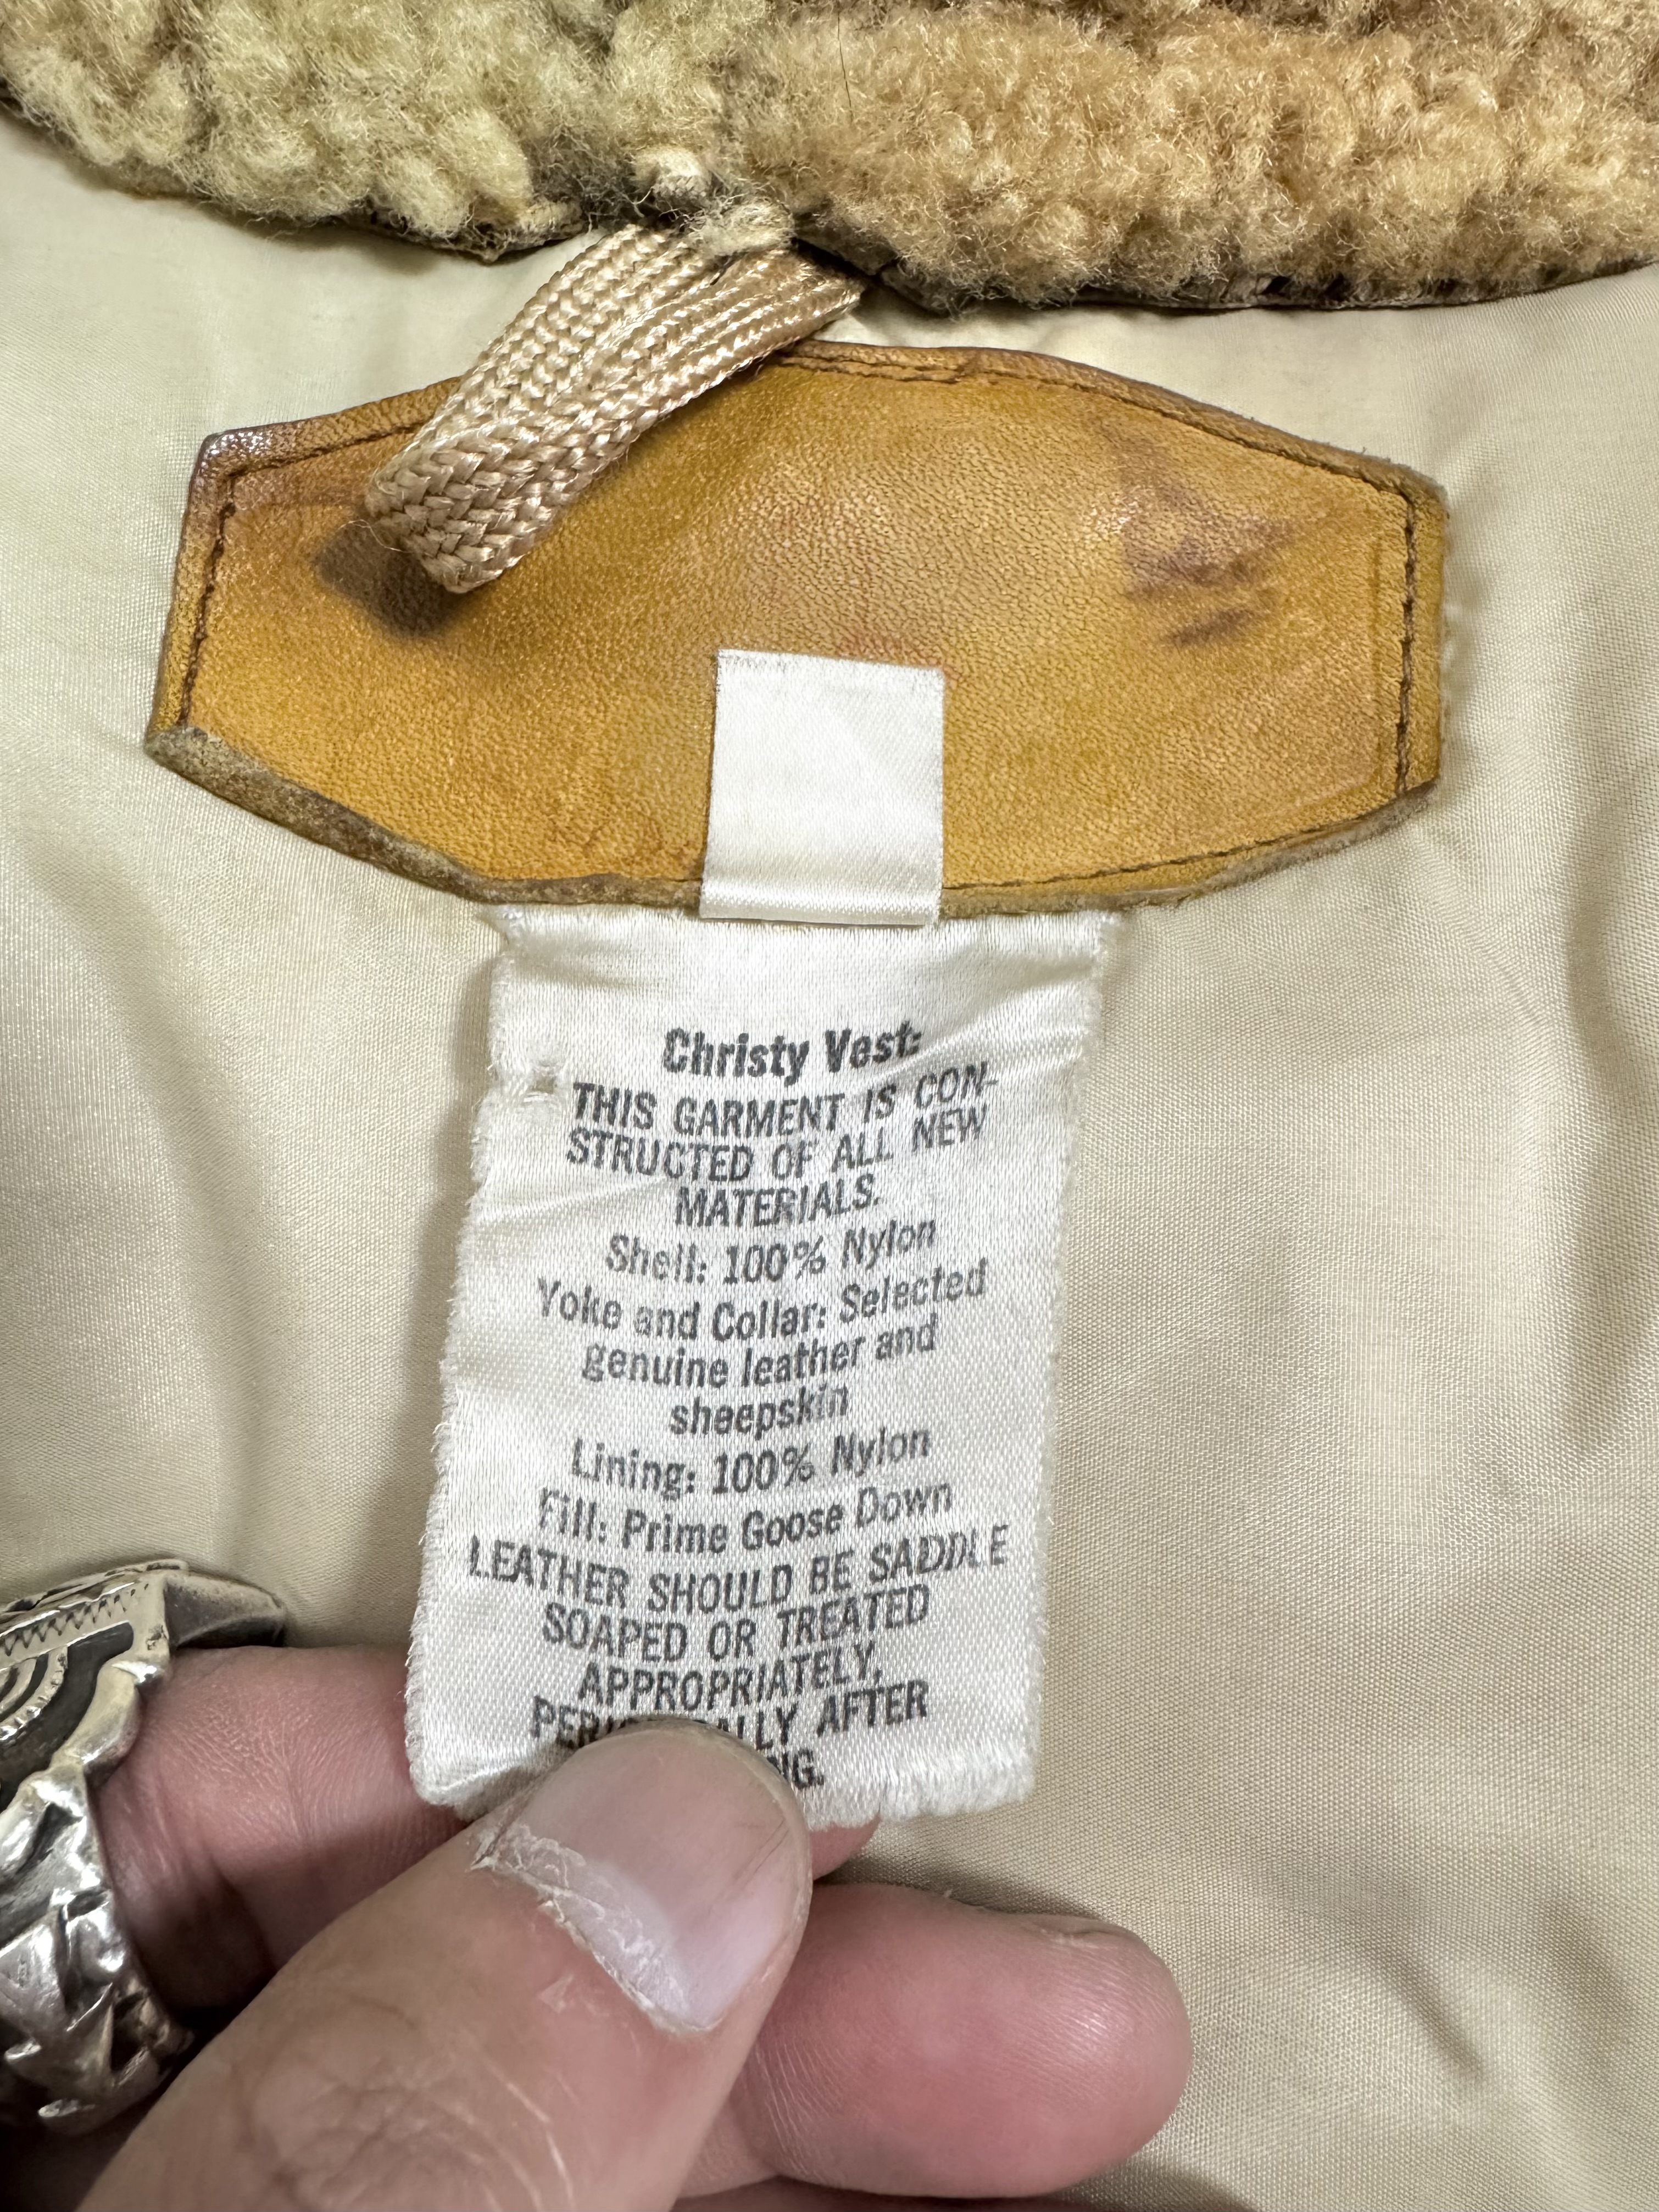 Christy Vest:
THIS GARMENT IS CON-
STRUCTED OF ALL NEW
MATERIALS.
Shell: 100% Nylon
Yoke and Collar: Selected
genuine leather and
sheepskin
Lining: 100% Nylon
Fill: Prime Goose Down
LEATHER SHOULD BE SADDLE
SOAPED OR TREATED
APPROPRIATELY,
AFTER